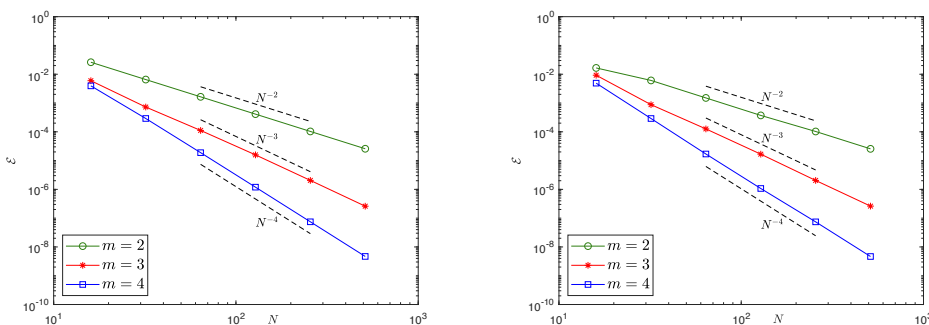 10^0
10^-2
10^-4
10^-6
10^-8
10^-10
ℰ
N^-2
N^-3
N^-4
m = 2
m = 3
m = 4
10^1
10^2
N
10^3
10^0
10^-2
10^-4
10^-6
10^-8
10^-10
ℰ
N^-2
N^-3
N^-4
m = 2
m = 3
m = 4
10^1
10^2
N
10^3